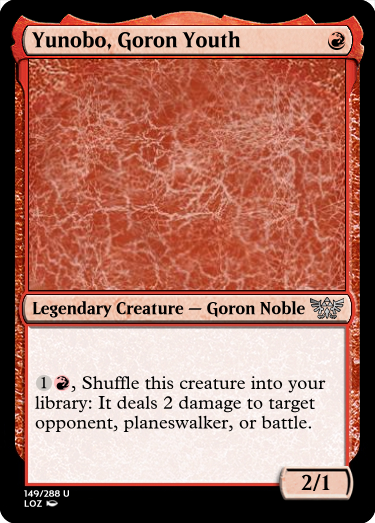 Yunobo, Goron Youth
Legendary Creature — Goron Noble
1, Shuffle this creature into your
library: It deals 2 damage to target
opponent, planeswalker, or battle.
2/1
149/288 U
LOZ